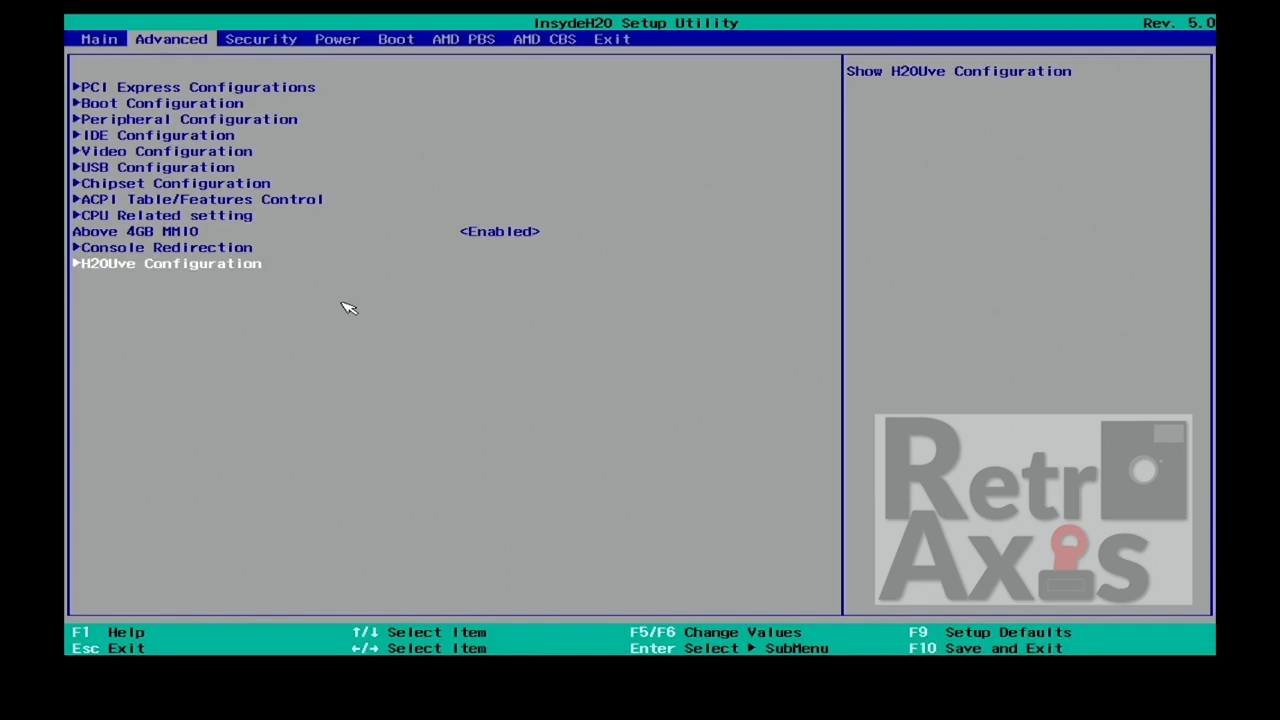 InsydeH20 Setup Utility Rev. 5.0
Main Advanced Security Power Boot AMD PBS AMD CBS Exit
Show H2OUve Configuration
PCI Express Configurations
Boot Configuration
Peripheral Configuration
IDE Configuration
Video Configuration
USB Configuration
Chipset Configuration
ACPI Table/Features Control
CPU Related setting
Above 4GB MMIO <Enabled>
Console Redirection
H2OUve Configuration
Retro
Axis
F1 Help ↑/↓ Select Item F5/F6 Change Values F9 Setup Defaults
Esc Exit ←/→ Select Item Enter Select ▶ SubMenu F10 Save and Exit